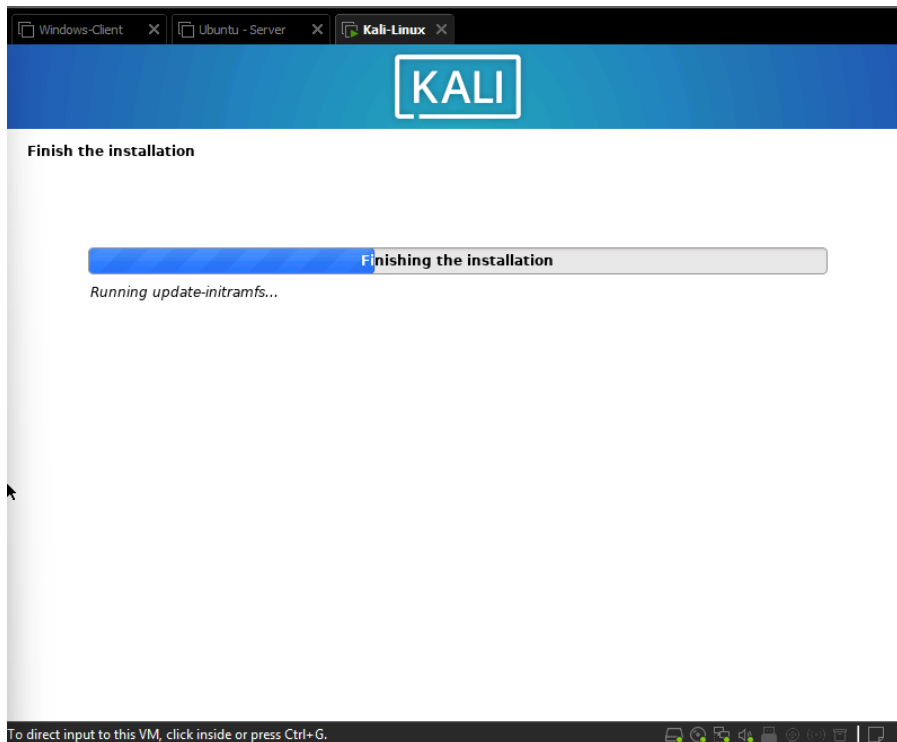 Windows-Client
Ubuntu - Server
Kali-Linux
KALI
Finish the installation
Finishing the installation
Running update-initramfs...
To direct input to this VM, click inside or press Ctrl+G.